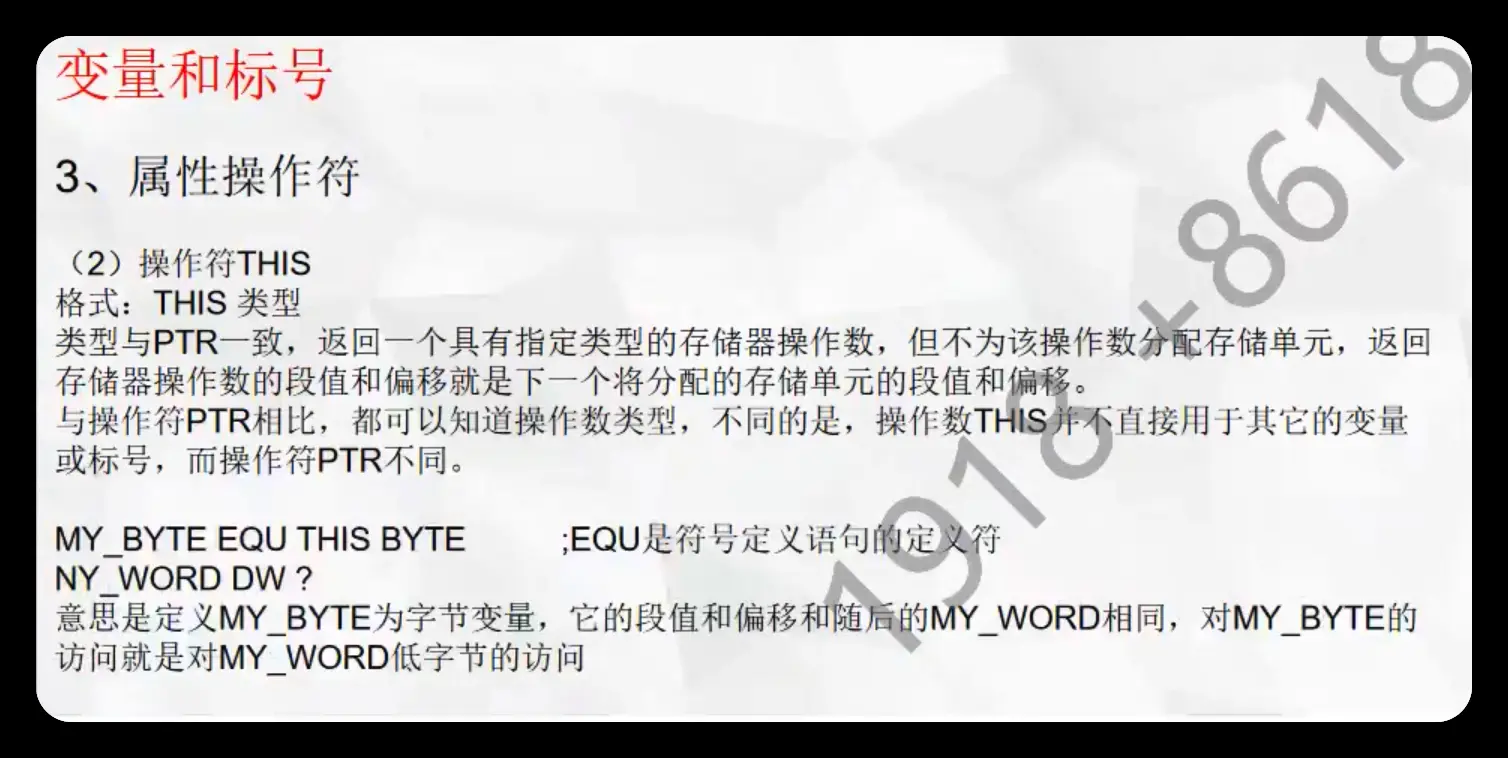 变量和标号
3、属性操作符
（2）操作符THIS
格式：THIS 类型
类型与PTR一致，返回一个具有指定类型的存储器操作数，但不为该操作数分配存储单元，返回
存储器操作数的段值和偏移就是下一个将分配的存储单元的段值和偏移。
与操作符PTR相比，都可以知道操作数类型，不同的是，操作数THIS并不直接用于其它的变量
或标号，而操作符PTR不同。
MY_BYTE EQU THIS BYTE ;EQU是符号定义语句的定义符
NY_WORD DW ?
意思是定义MY_BYTE为字节变量，它的段值和偏移和随后的MY_WORD相同，对MY_BYTE的
访问就是对MY_WORD低字节的访问
1918 +8618